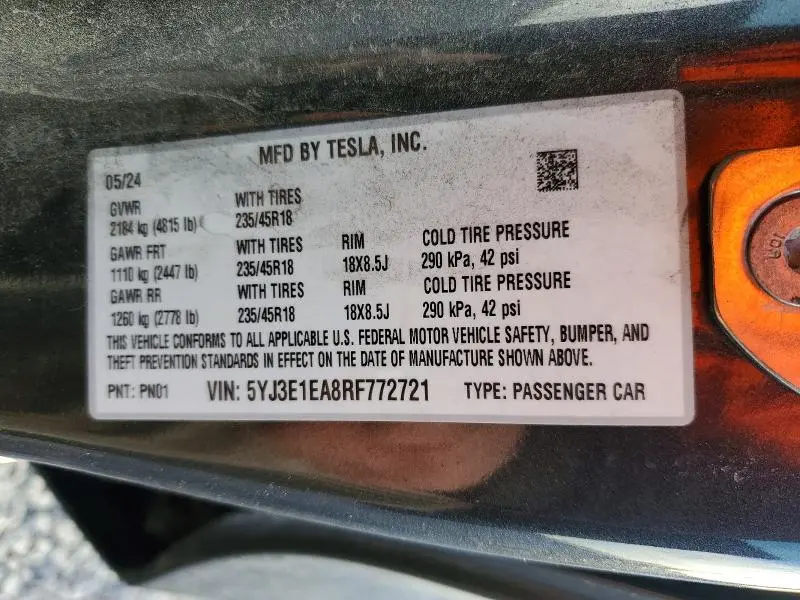 MFD BY TESLA, INC.
05/24
GVWR WITH TIRES
2184 kg (4815 lb) 235/45R18
GAWR FRT WITH TIRES RIM COLD TIRE PRESSURE
1110 kg (2447 lb) 235/45R18 18X8.5J 290 kPa, 42 psi
GAWR RR WITH TIRES RIM COLD TIRE PRESSURE
1260 kg (2778 lb) 235/45R18 18X8.5J 290 kPa, 42 psi
THIS VEHICLE CONFORMS TO ALL APPLICABLE U.S. FEDERAL MOTOR VEHICLE SAFETY, BUMPER, AND
THEFT PREVENTION STANDARDS IN EFFECT ON THE DATE OF MANUFACTURE SHOWN ABOVE.
PNT: PN01 VIN: 5YJ3E1EA8RF772721 TYPE: PASSENGER CAR